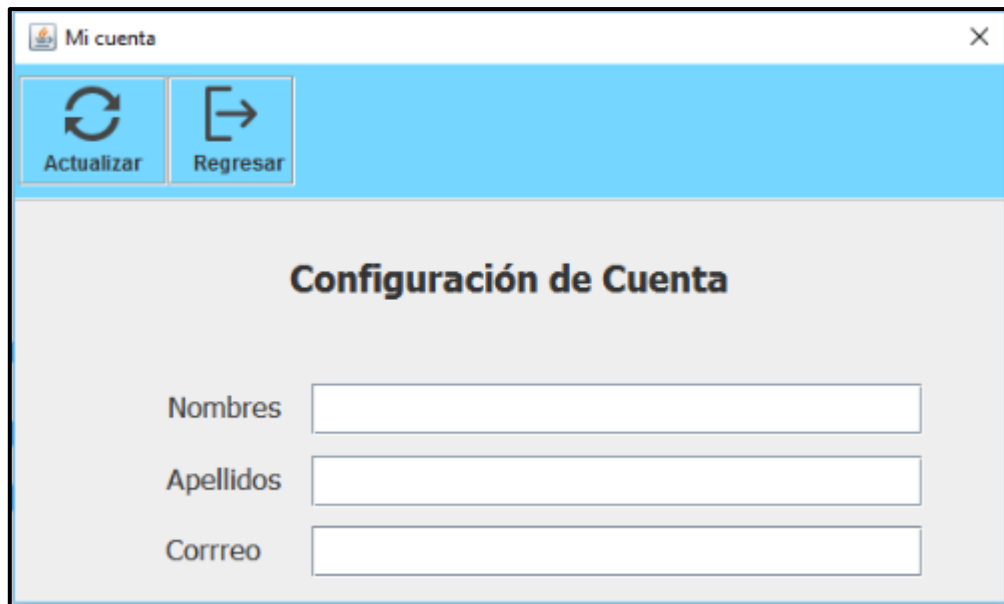 Mi cuenta
Actualizar Regresar
Configuración de Cuenta
Nombres
Apellidos
Corrreo